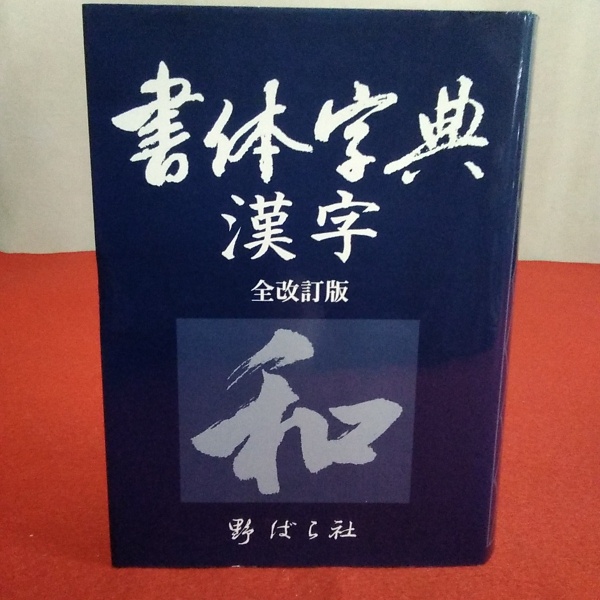 書体字典
漢字
全改訂版
和
野ばら社